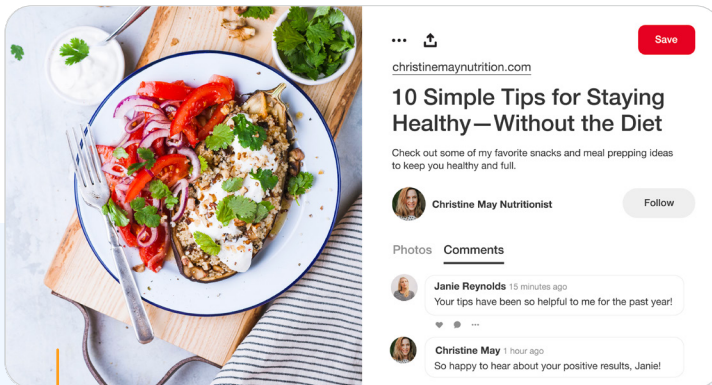 Save
christinemaynutrition.com
10 Simple Tips for Staying
Healthy—Without the Diet
Check out some of my favorite snacks and meal prepping ideas
to keep you healthy and full.
Christine May Nutritionist
Follow
Photos Comments
Janie Reynolds 15 minutes ago
Your tips have been so helpful to me for the past year!
Christine May 1 hour ago
So happy to hear about your positive results, Janie!